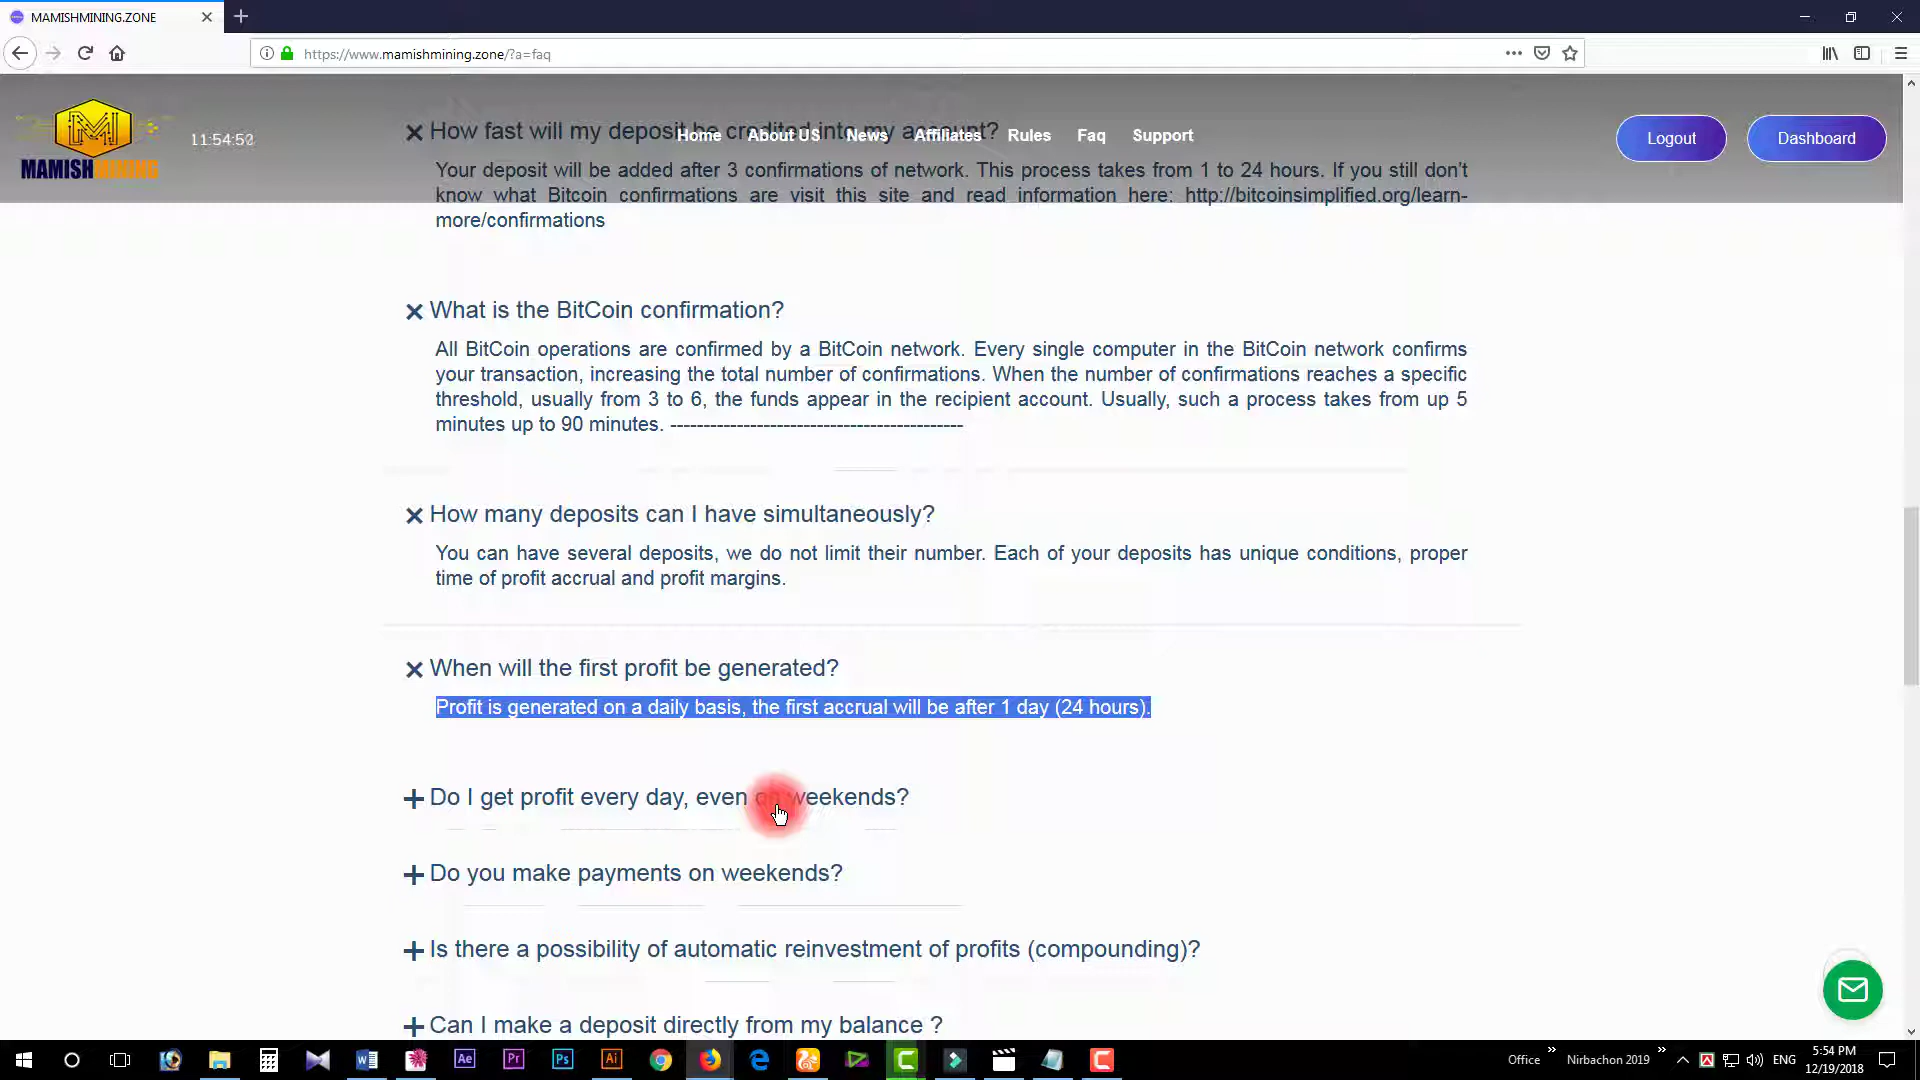 MAMISHMINING.ZONE
https://www.mamishmining.zone/?a=faq
MAMISHMINING
11:54:52
Home About US News Affiliates Rules Faq Support
Logout
Dashboard
How fast will my deposit be credited into my account?
Your deposit will be added after 3 confirmations of network. This process takes from 1 to 24 hours. If you still don't
know what Bitcoin confirmations are visit this site and read information here: http://bitcoinsimplified.org/learn-
more/confirmations
What is the BitCoin confirmation?
All BitCoin operations are confirmed by a BitCoin network. Every single computer in the BitCoin network confirms
your transaction, increasing the total number of confirmations. When the number of confirmations reaches a specific
threshold, usually from 3 to 6, the funds appear in the recipient account. Usually, such a process takes from up 5
minutes up to 90 minutes. --------------------------------------------
How many deposits can I have simultaneously?
You can have several deposits, we do not limit their number. Each of your deposits has unique conditions, proper
time of profit accrual and profit margins.
When will the first profit be generated?
Profit is generated on a daily basis, the first accrual will be after 1 day (24 hours).
Do I get profit every day, even on weekends?
Do you make payments on weekends?
Is there a possibility of automatic reinvestment of profits (compounding)?
Can I make a deposit directly from my balance ?
Ae Pr Ps Ai
Office
Nirbachon 2019
ENG
5:54 PM
12/19/2018